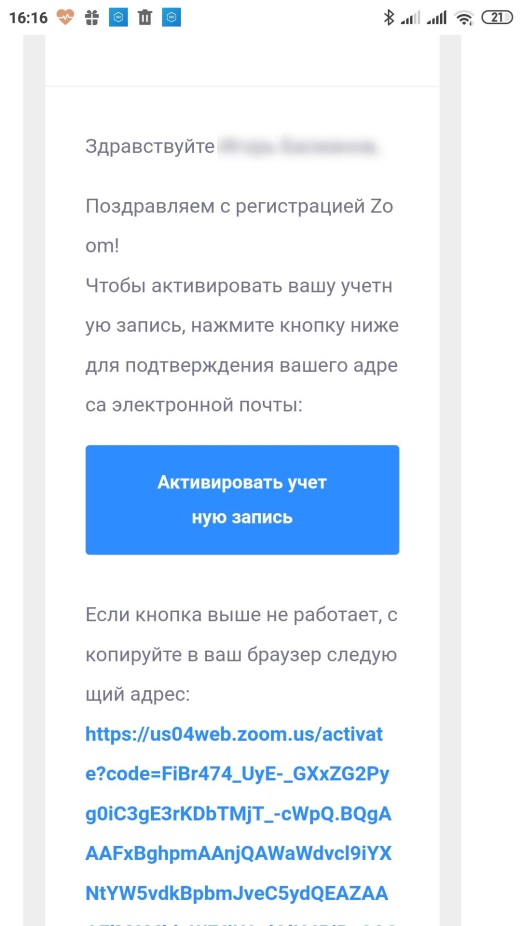 16:16
21
Здравствуйте
Поздравляем с регистрацией Zo
om!
Чтобы активировать вашу учетн
ую запись, нажмите кнопку ниже
для подтверждения вашего адре
са электронной почты:
Активировать учет
ную запись
Если кнопка выше не работает, с
копируйте в ваш браузер следую
щий адрес:
https://us04web.zoom.us/activat
e?code=FiBr474_UyE-_GXxZG2Py
g0iC3gE3rKDbTMjT_-cWpQ.BQgA
AAFxBghpmAAnjQAWaWdvcl9iYX
NtYW5vdkBpbmJveC5ydQEAZAA